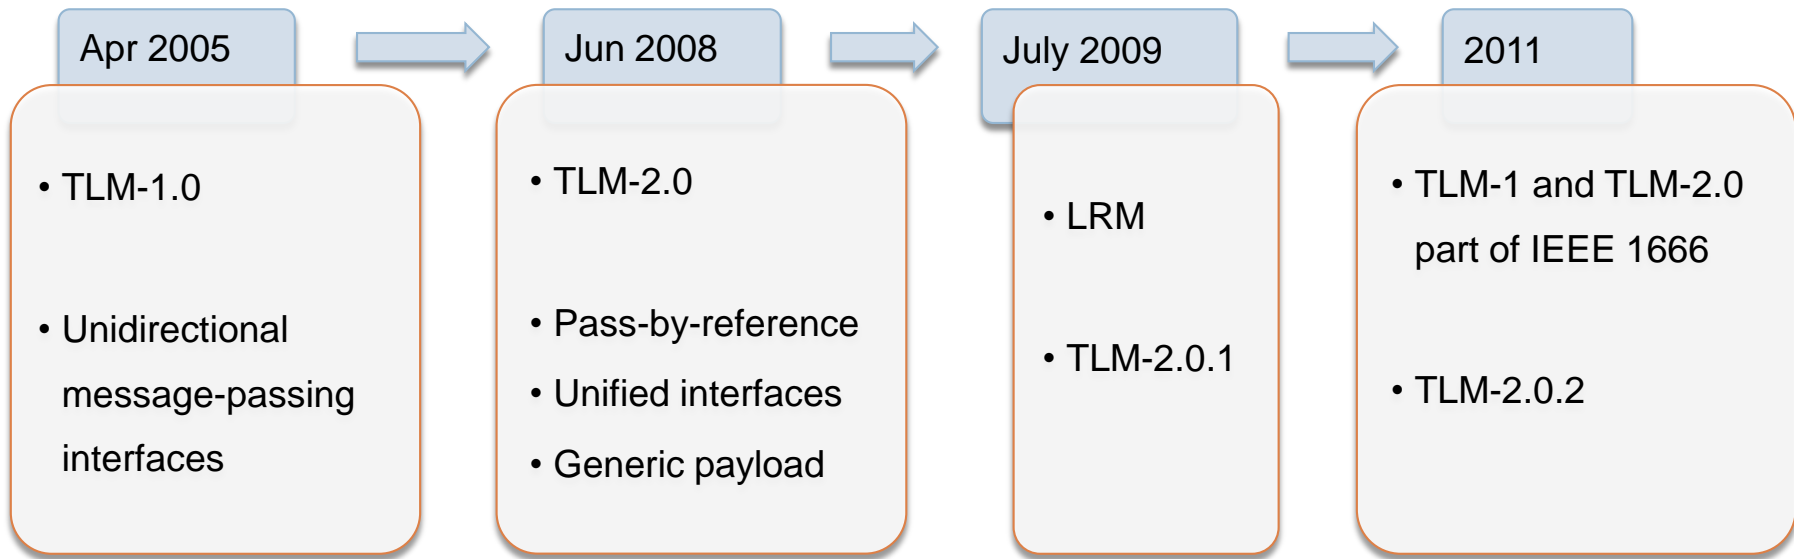 Apr 2005
• TLM-1.0
• Unidirectional
message-passing
interfaces
Jun 2008
• TLM-2.0
• Pass-by-reference
• Unified interfaces
• Generic payload
July 2009
• LRM
• TLM-2.0.1
2011
• TLM-1 and TLM-2.0
part of IEEE 1666
• TLM-2.0.2